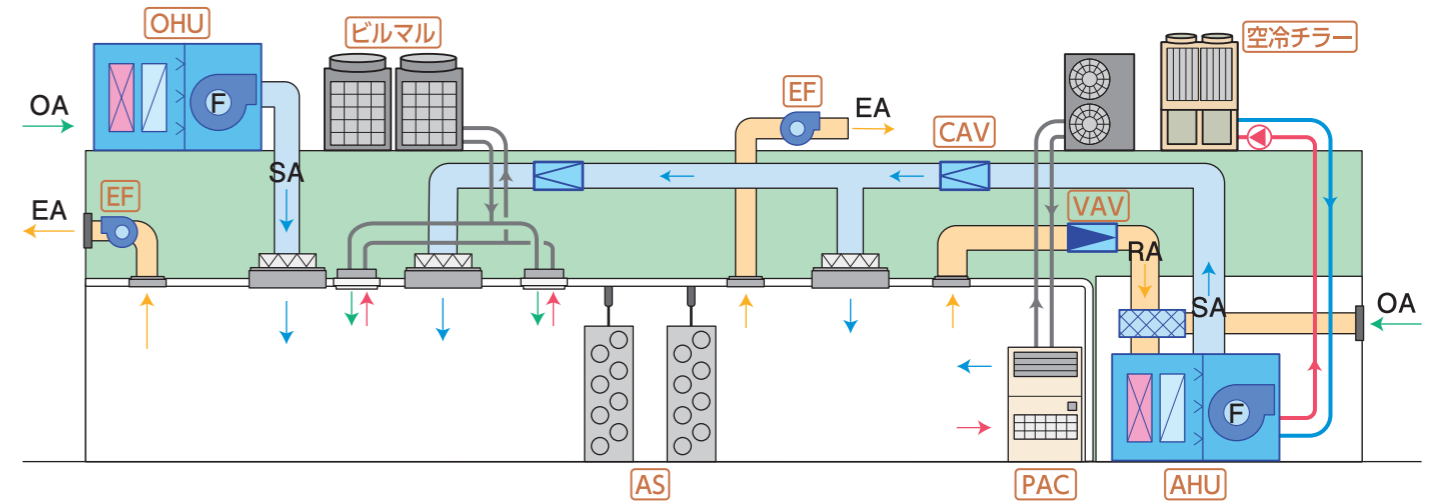 OHU
ビルマル
空冷チラー
F
OA
EF
EA
CAV
SA
EF
EA
VAV
RA
SA
OA
F
AS
PAC
AHU